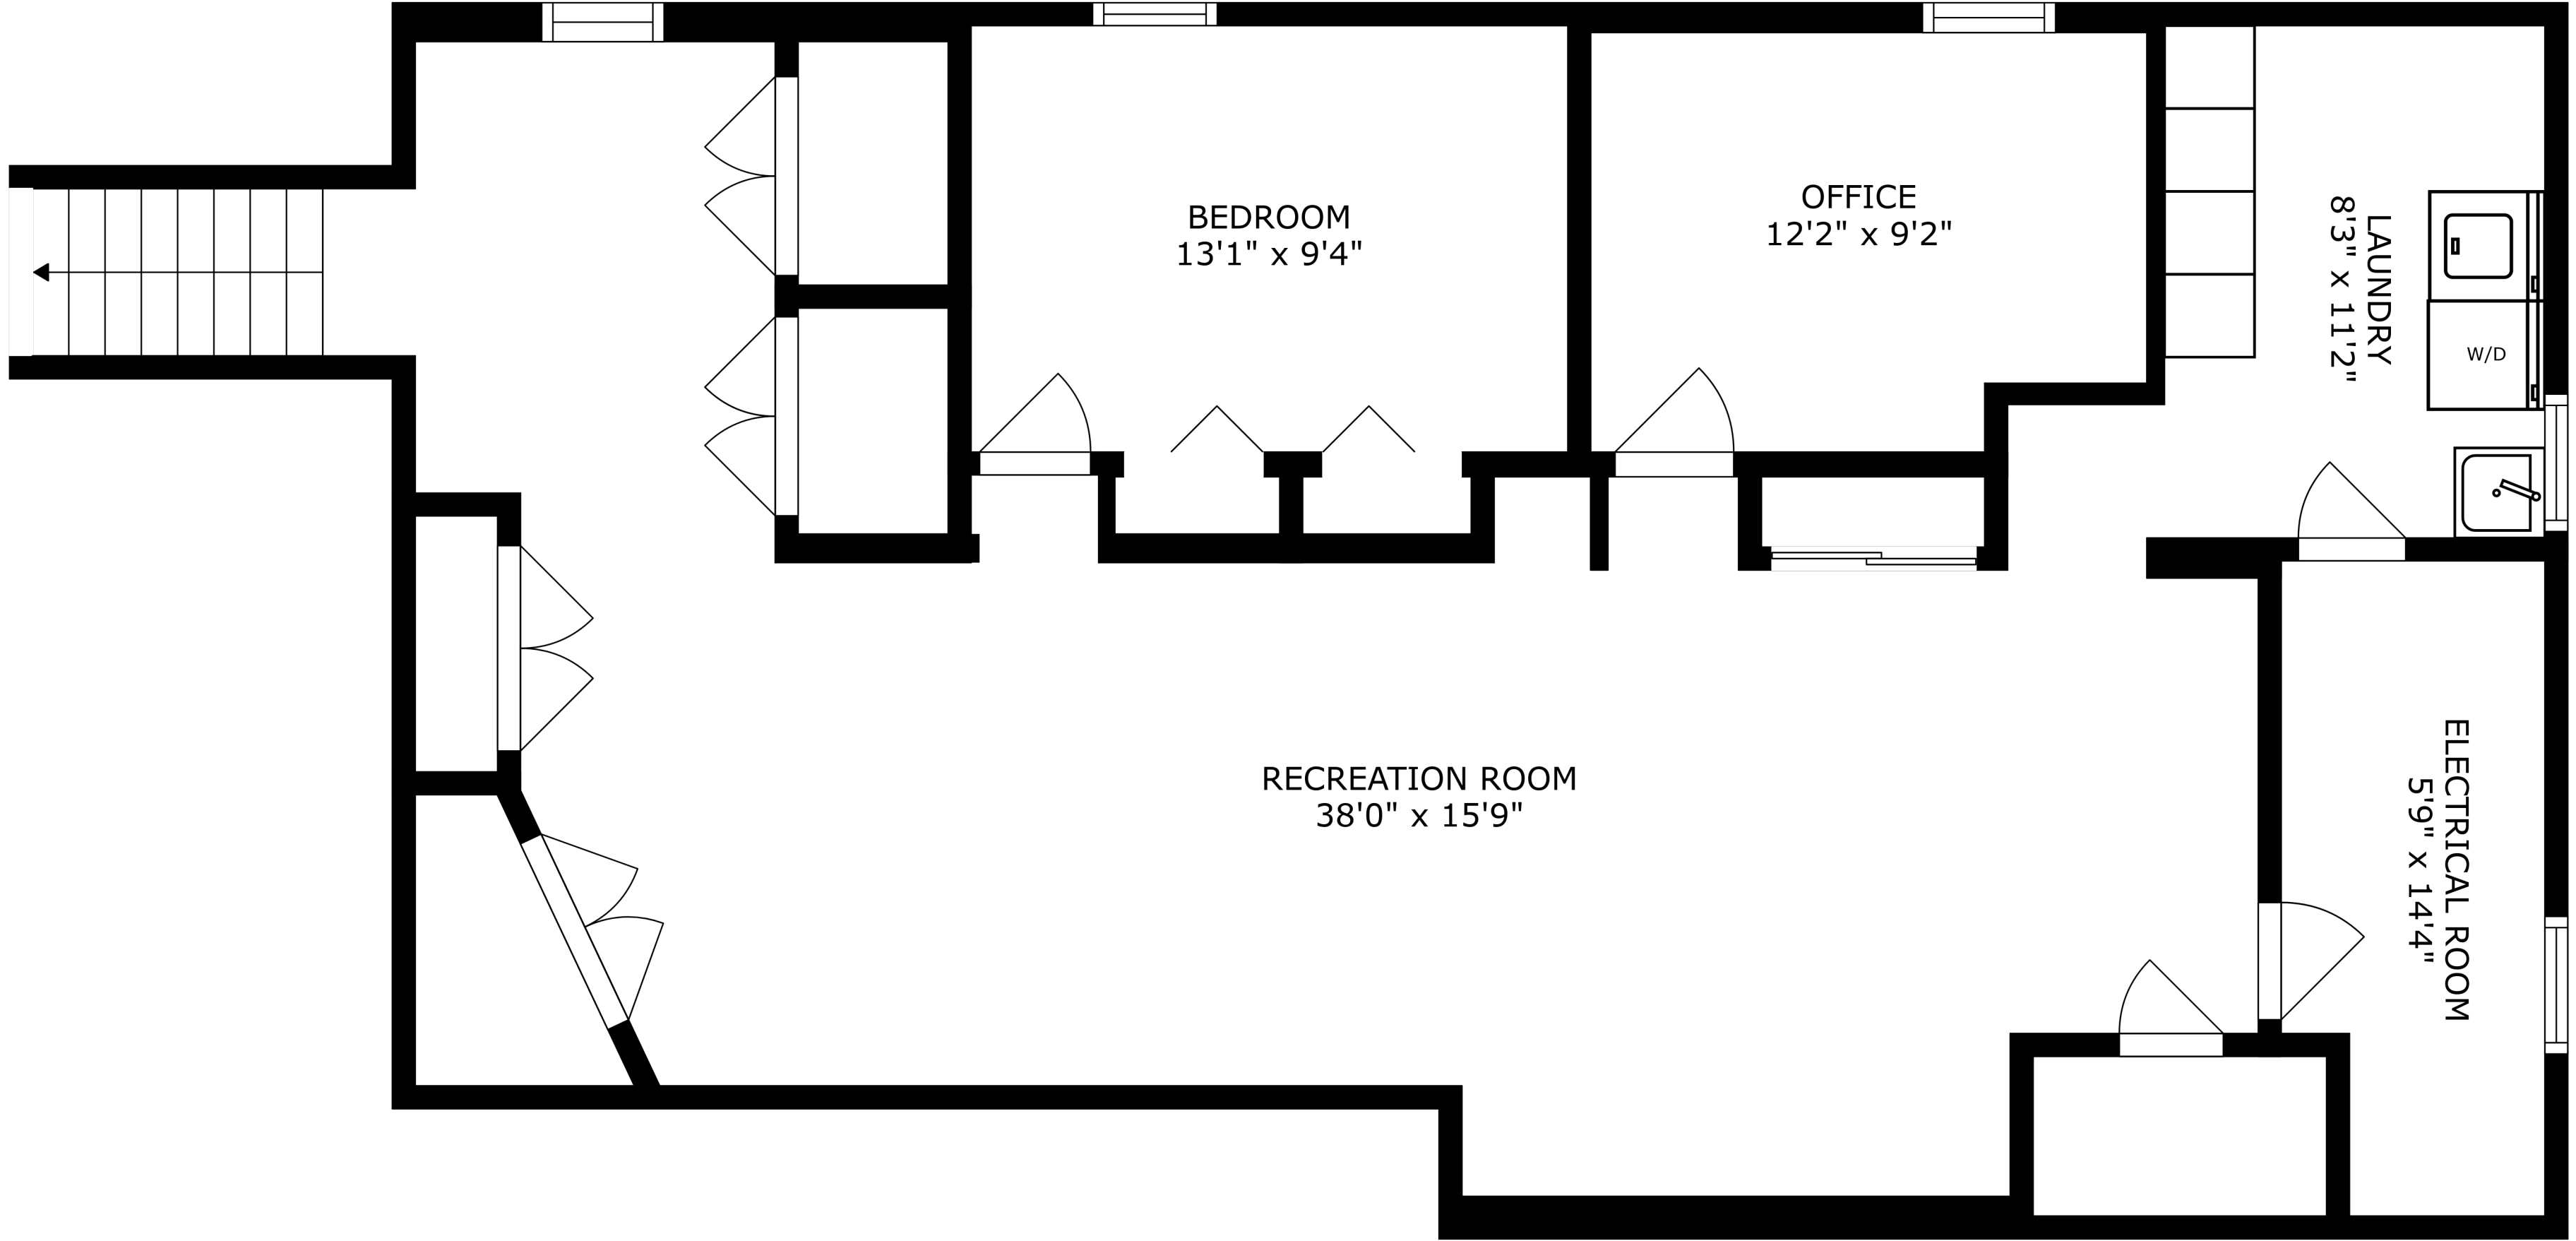 BEDROOM
13'1" x 9'4"
OFFICE
12'2" x 9'2"
LAUNDRY
8'3" x 11'2"
W/D
RECREATION ROOM
38'0" x 15'9"
ELECTRICAL ROOM
5'9" x 14'4"